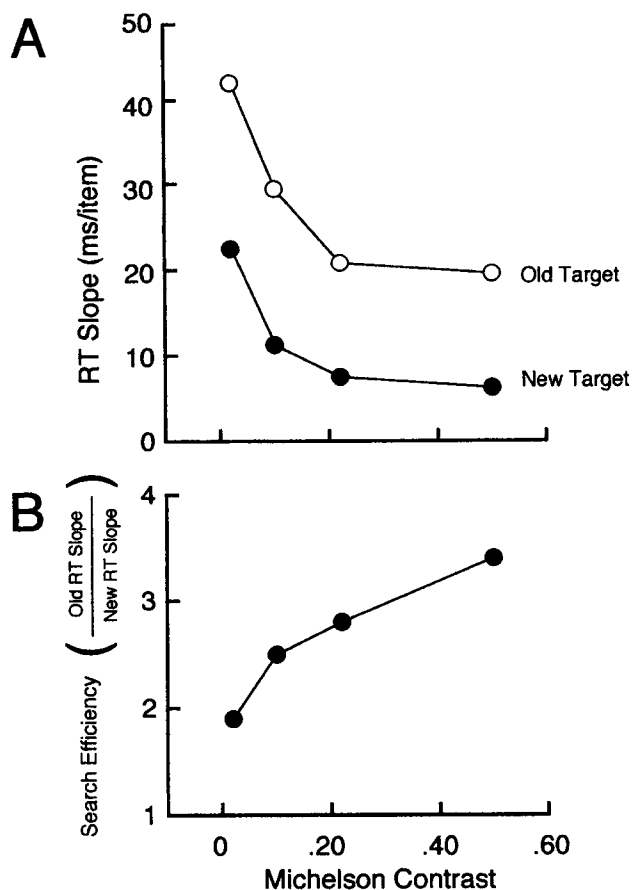 A
RT Slope (ms/item)
50
40
30
20
10
0
Old Target
New Target
B
Search Efficiency ( Old RT Slope / New RT Slope )
4
3
2
1
0 .20 .40 .60
Michelson Contrast